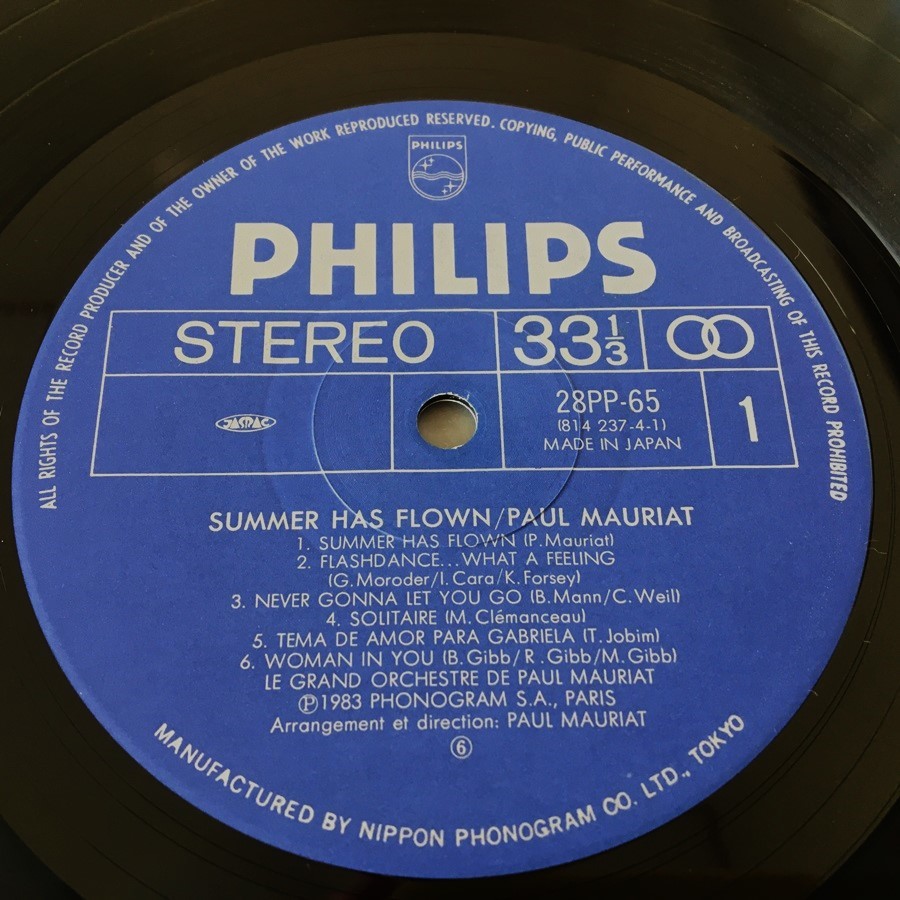 ALL RIGHTS OF THE RECORD PRODUCER AND OF THE OWNER OF THE WORK REPRODUCED RESERVED. COPYING, PUBLIC PERFORMANCE AND BROADCASTING OF THIS RECORD PROHIBITED
PHILIPS
PHILIPS
STEREO
33 1/3
JASRAC
28PP-65
(814 237-4-1)
MADE IN JAPAN
1
SUMMER HAS FLOWN/PAUL MAURIAT
1. SUMMER HAS FLOWN (P. Mauriat)
2. FLASHDANCE...WHAT A FEELING
(G. Moroder/I. Cara/K. Forsey)
3. NEVER GONNA LET YOU GO (B. Mann/C. Weil)
4. SOLITAIRE (M. Clémanceau)
5. TEMA DE AMOR PARA GABRIELA (T. Jobim)
6. WOMAN IN YOU (B. Gibb/R. Gibb/M. Gibb)
LE GRAND ORCHESTRE DE PAUL MAURIAT
℗1983 PHONOGRAM S.A., PARIS
Arrangement et direction: PAUL MAURIAT
⑥
MANUFACTURED BY NIPPON PHONOGRAM CO. LTD., TOKYO